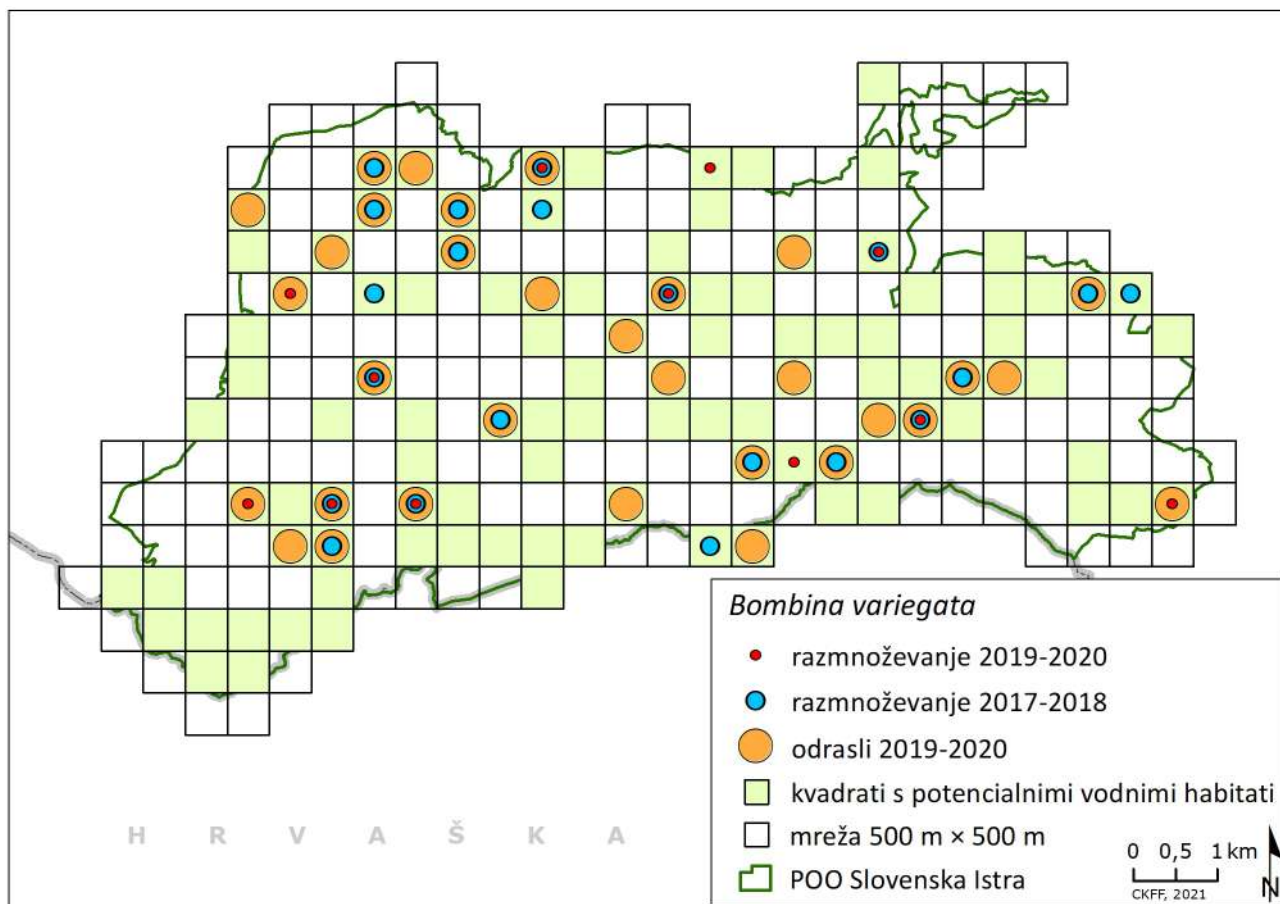 Bombina variegata
razmnoževanje 2019-2020
razmnoževanje 2017-2018
odrasli 2019-2020
kvadrati s potencialnimi vodnimi habitati
mreža 500 m × 500 m
POO Slovenska Istra
H R V A Š K A
0 0,5 1 km
CKFF, 2021
N